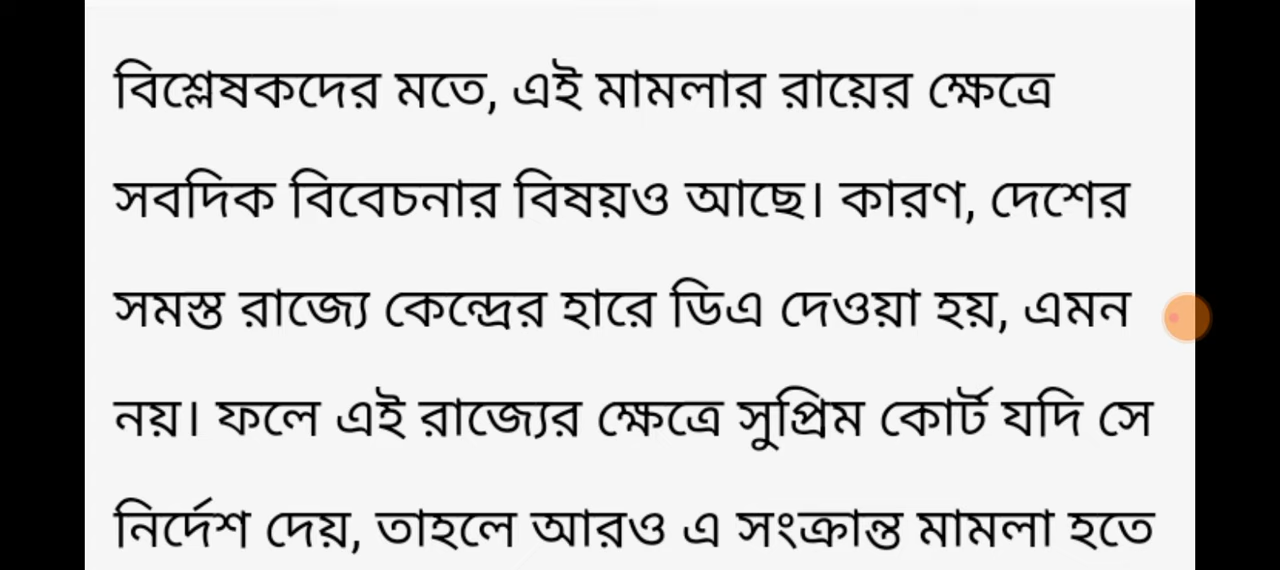 বিশ্লেষকদের মতে, এই মামলার রায়ের ক্ষেত্রে
সবদিক বিবেচনার বিষয়ও আছে। কারণ, দেশের
সমস্ত রাজ্যে কেন্দ্রের হারে ডিএ দেওয়া হয়, এমন
নয়। ফলে এই রাজ্যের ক্ষেত্রে সুপ্রিম কোর্ট যদি সে
নির্দেশ দেয়, তাহলে আরও এ সংক্রান্ত মামলা হতে